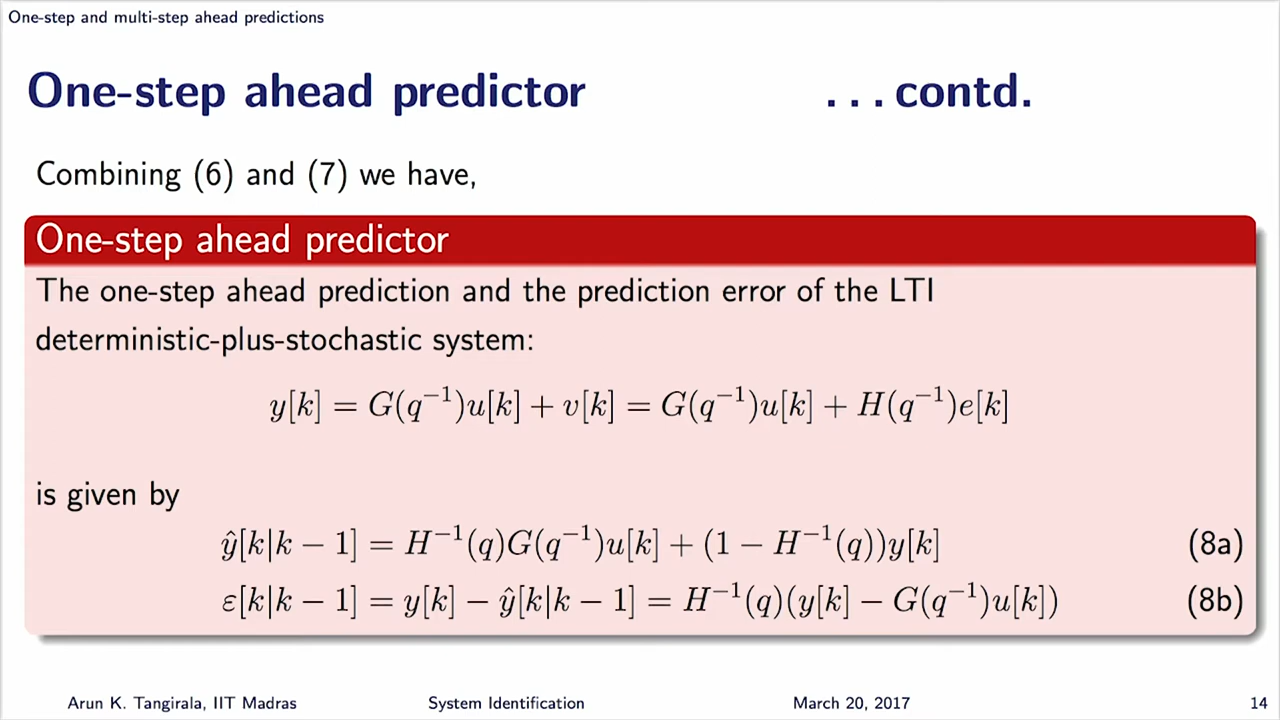 One-step and multi-step ahead predictions
One-step ahead predictor ...contd.
Combining (6) and (7) we have,
One-step ahead predictor
The one-step ahead prediction and the prediction error of the LTI
deterministic-plus-stochastic system:
y[k] = G(q⁻¹)u[k] + v[k] = G(q⁻¹)u[k] + H(q⁻¹)e[k]
is given by
ŷ[k|k − 1] = H⁻¹(q)G(q⁻¹)u[k] + (1 − H⁻¹(q))y[k] (8a)
ε[k|k − 1] = y[k] − ŷ[k|k − 1] = H⁻¹(q)(y[k] − G(q⁻¹)u[k]) (8b)
Arun K. Tangirala, IIT Madras System Identification March 20, 2017 14